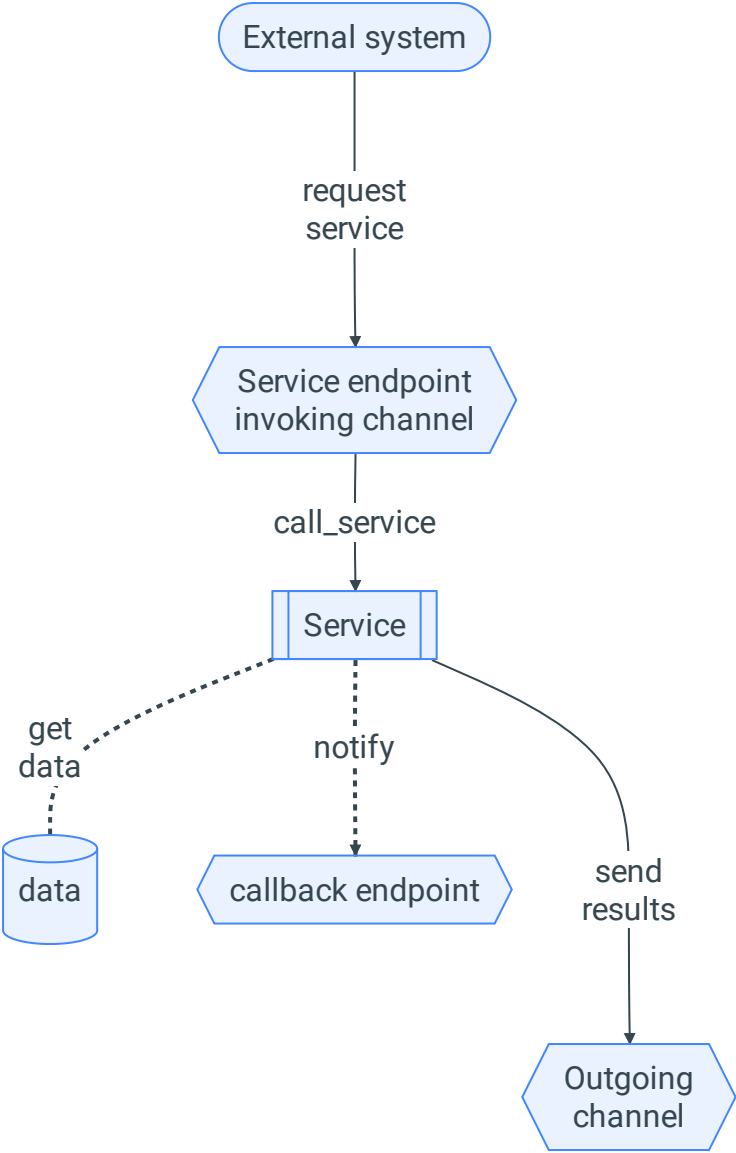 External system
request
service
Service endpoint
invoking channel
call_service
Service
get
data
notify
data
callback endpoint
send
results
Outgoing
channel